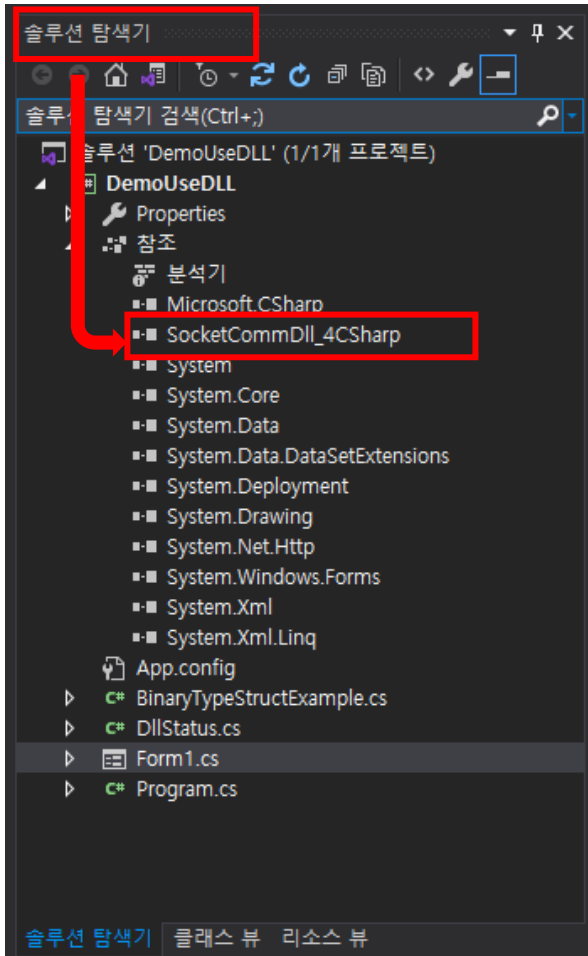 솔루션 탐색기
솔루션 탐색기 검색(Ctrl+;)
솔루션 'DemoUseDLL' (1/1개 프로젝트)
DemoUseDLL
Properties
참조
분석기
Microsoft.CSharp
SocketCommDll_4CSharp
System
System.Core
System.Data
System.Data.DataSetExtensions
System.Deployment
System.Drawing
System.Net.Http
System.Windows.Forms
System.Xml
System.Xml.Linq
App.config
C# BinaryTypeStructExample.cs
C# DllStatus.cs
Form1.cs
C# Program.cs
솔루션 탐색기 클래스 뷰 리소스 뷰